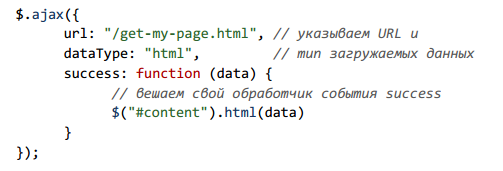 $.ajax({
url: "/get-my-page.html", // указываем URL и
dataType: "html", // тип загружаемых данных
success: function (data) {
// вешаем свой обработчик события success
$("#content").html(data)
}
});